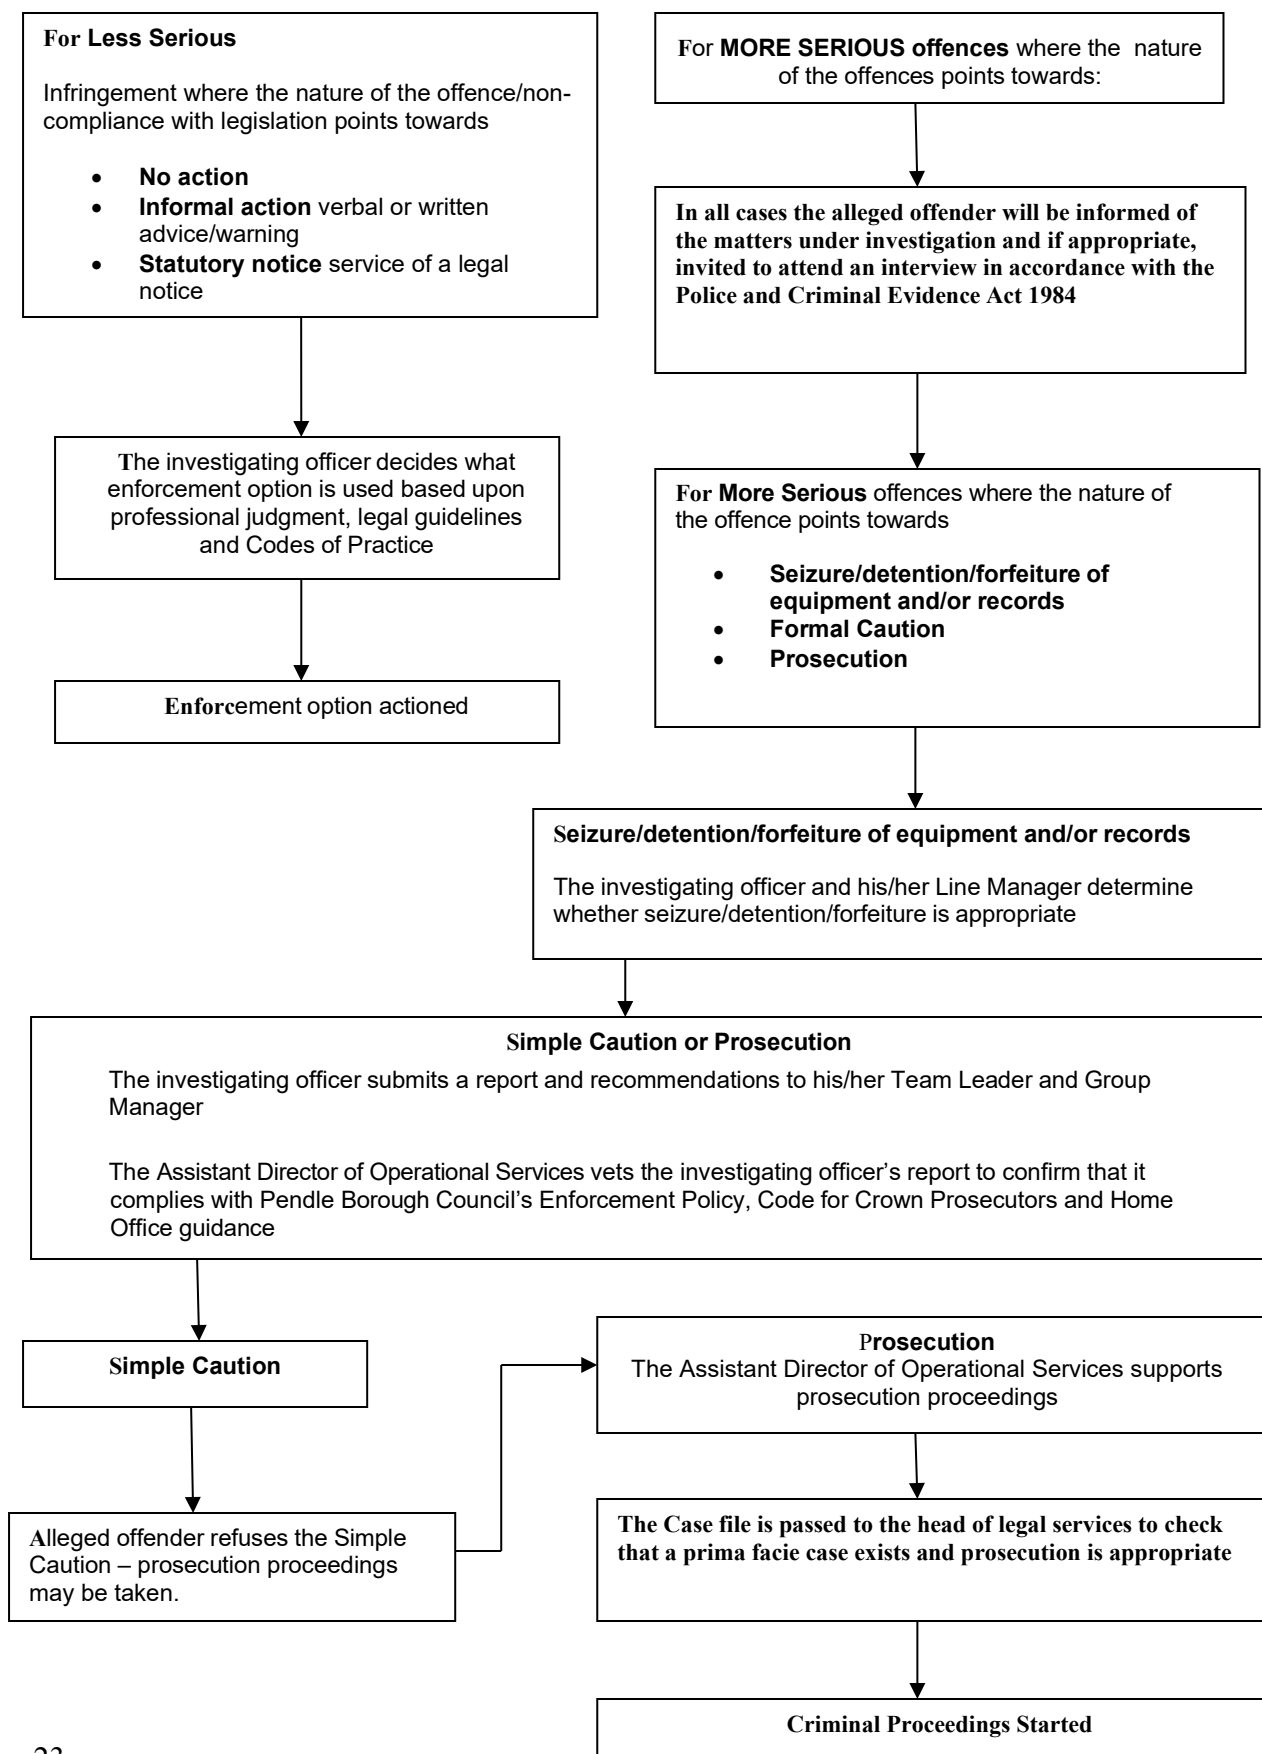 For Less Serious
Infringement where the nature of the offence/non-
compliance with legislation points towards
• No action
• Informal action verbal or written
advice/warning
• Statutory notice service of a legal
notice
The investigating officer decides what
enforcement option is used based upon
professional judgment, legal guidelines
and Codes of Practice
Enforcement option actioned
For MORE SERIOUS offences where the nature
of the offences points towards:
In all cases the alleged offender will be informed of
the matters under investigation and if appropriate,
invited to attend an interview in accordance with the
Police and Criminal Evidence Act 1984
For More Serious offences where the nature of
the offence points towards
• Seizure/detention/forfeiture of
equipment and/or records
• Formal Caution
• Prosecution
Seizure/detention/forfeiture of equipment and/or records
The investigating officer and his/her Line Manager determine
whether seizure/detention/forfeiture is appropriate
Simple Caution or Prosecution
The investigating officer submits a report and recommendations to his/her Team Leader and Group
Manager
The Assistant Director of Operational Services vets the investigating officer’s report to confirm that it
complies with Pendle Borough Council’s Enforcement Policy, Code for Crown Prosecutors and Home
Office guidance
Simple Caution
Alleged offender refuses the Simple
Caution – prosecution proceedings
may be taken.
Prosecution
The Assistant Director of Operational Services supports
prosecution proceedings
The Case file is passed to the head of legal services to check
that a prima facie case exists and prosecution is appropriate
Criminal Proceedings Started